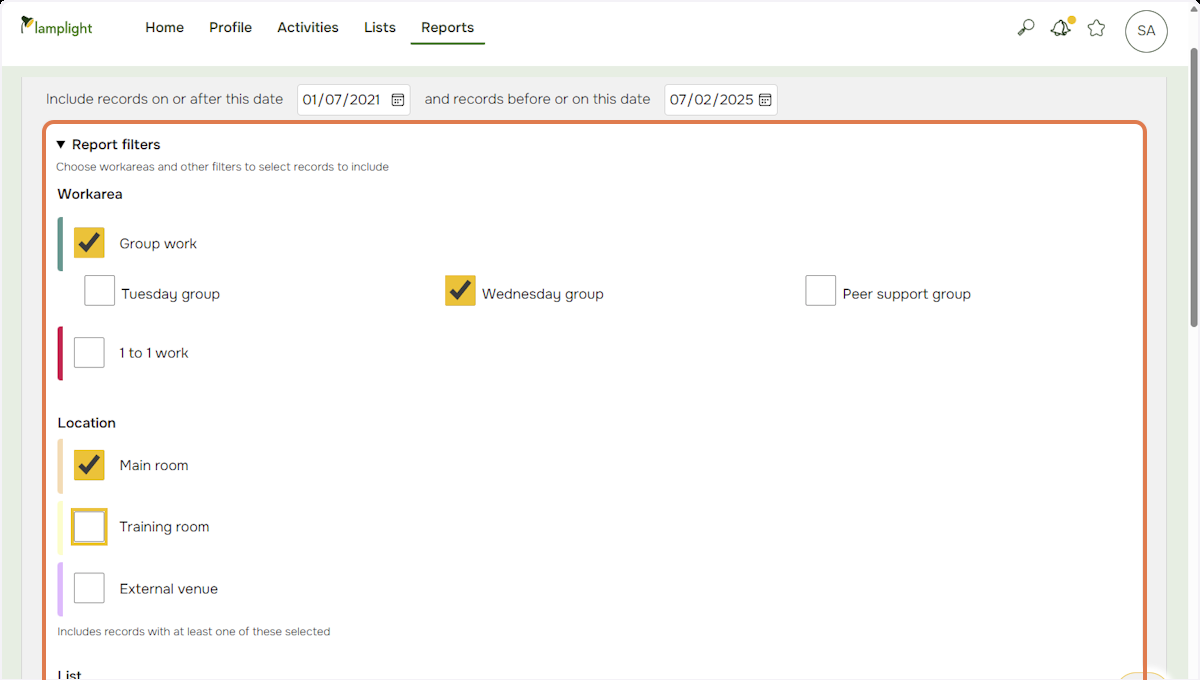 lamplight Home Profile Activities Lists Reports SA
Include records on or after this date 01/07/2021 and records before or on this date 07/02/2025
▼ Report filters
Choose workareas and other filters to select records to include
Workarea
Group work
Tuesday group Wednesday group Peer support group
1 to 1 work
Location
Main room
Training room
External venue
Includes records with at least one of these selected
List